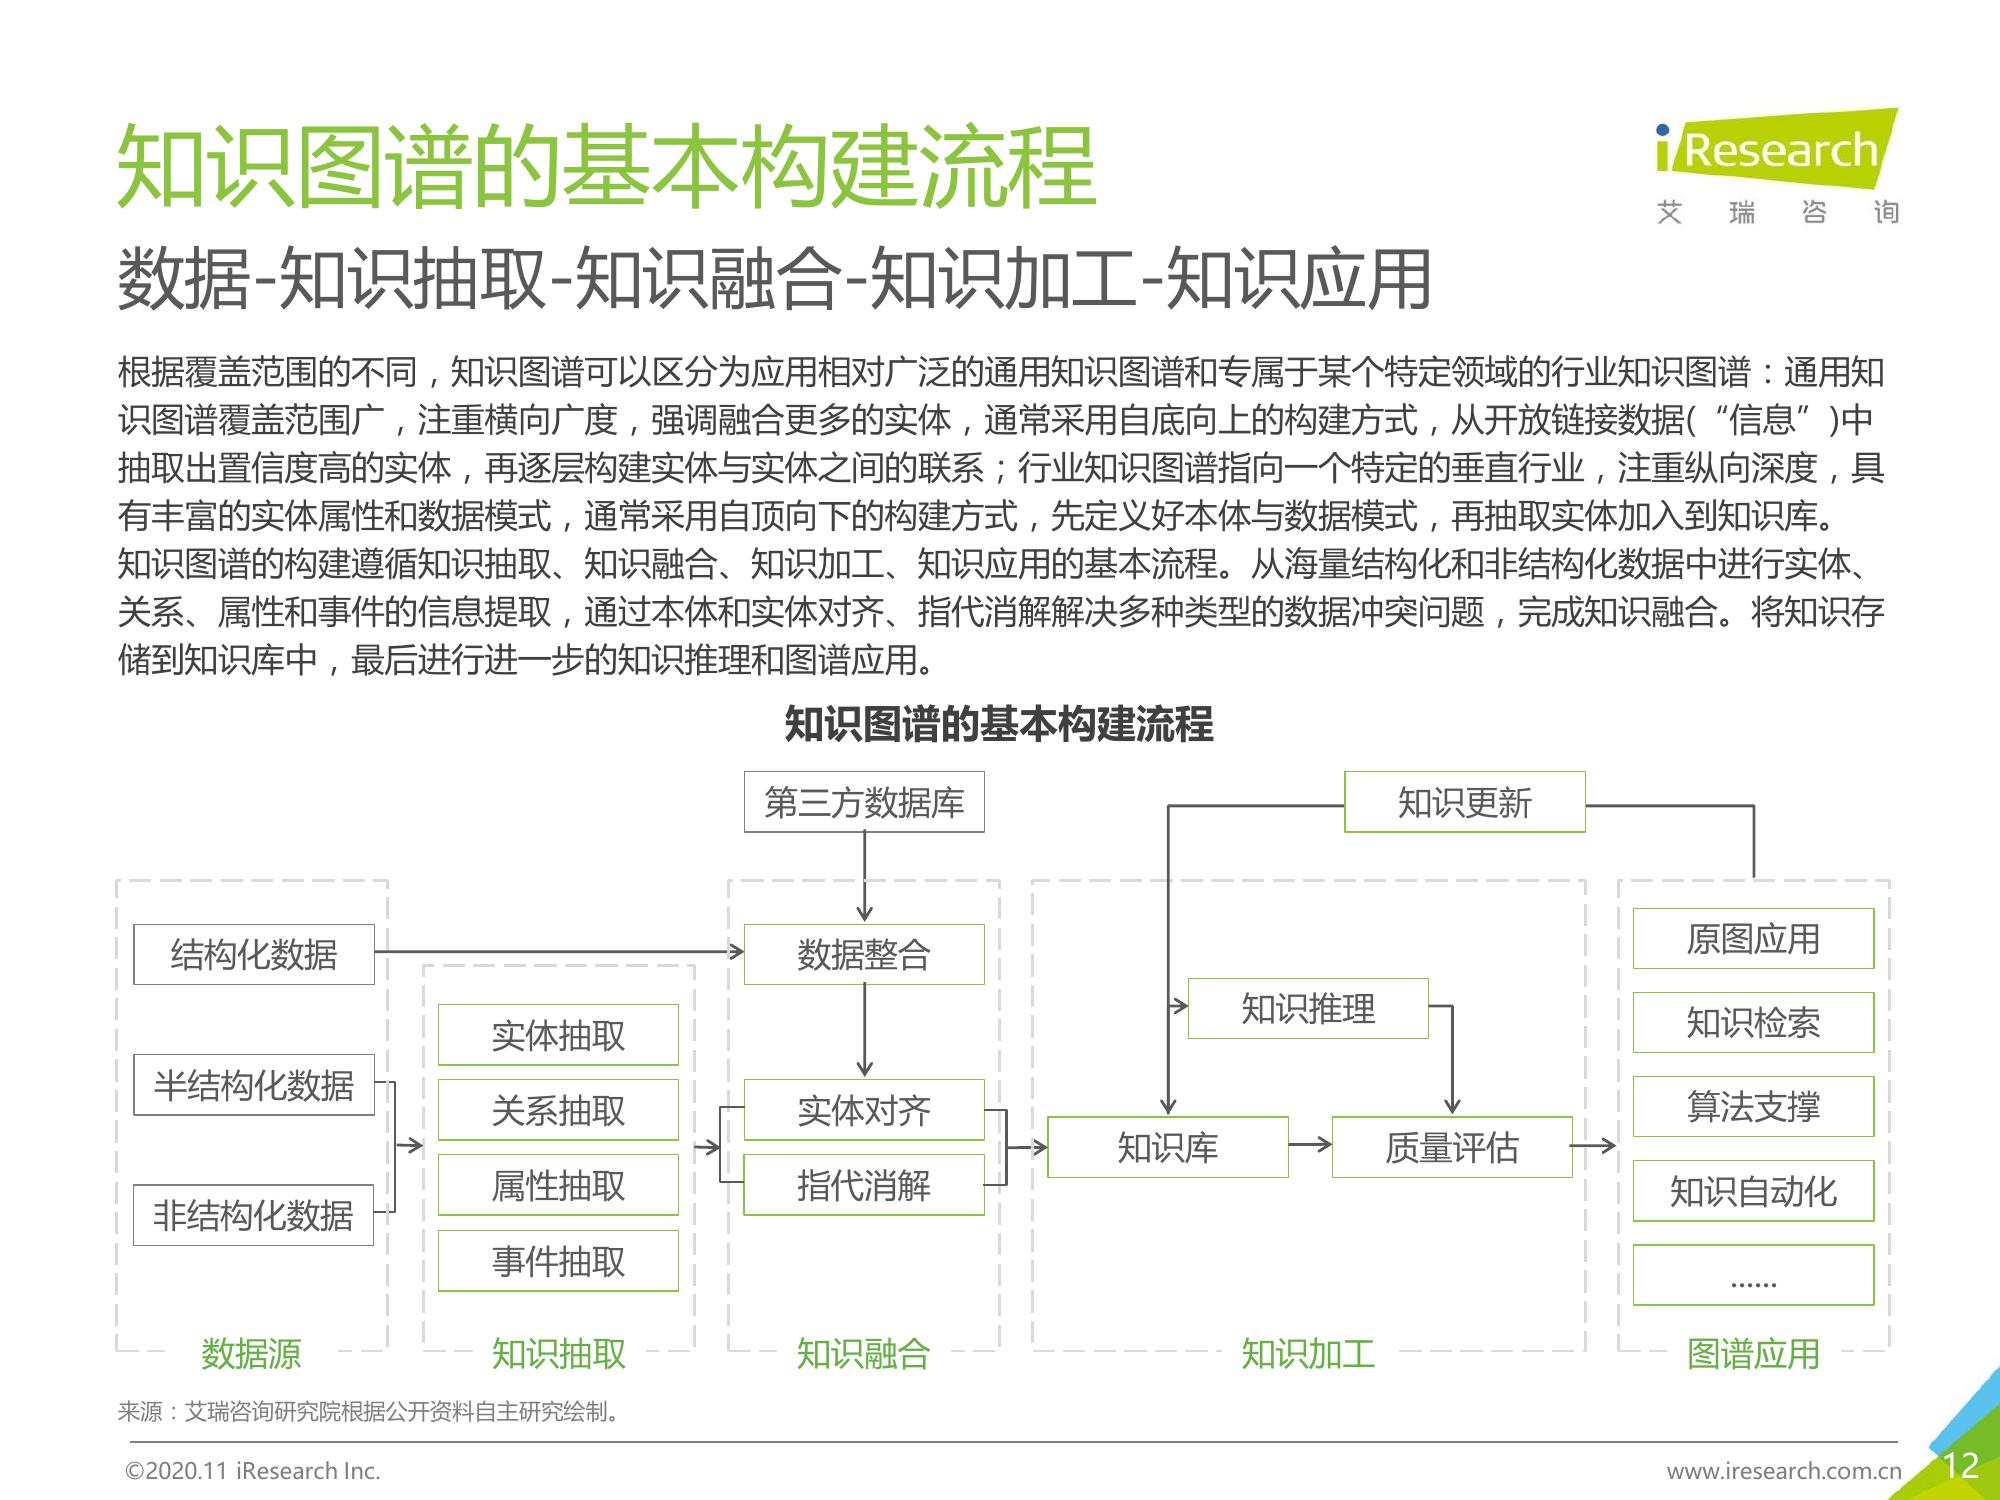 知识图谱的基本构建流程
iResearch
艾瑞咨询
数据-知识抽取-知识融合-知识加工-知识应用
根据覆盖范围的不同，知识图谱可以区分为应用相对广泛的通用知识图谱和专属于某个特定领域的行业知识图谱：通用知
识图谱覆盖范围广，注重横向广度，强调融合更多的实体，通常采用自底向上的构建方式，从开放链接数据(“信息”)中
抽取出置信度高的实体，再逐层构建实体与实体之间的联系；行业知识图谱指向一个特定的垂直行业，注重纵向深度，具
有丰富的实体属性和数据模式，通常采用自顶向下的构建方式，先定义好本体与数据模式，再抽取实体加入到知识库。
知识图谱的构建遵循知识抽取、知识融合、知识加工、知识应用的基本流程。从海量结构化和非结构化数据中进行实体、
关系、属性和事件的信息提取，通过本体和实体对齐、指代消解解决多种类型的数据冲突问题，完成知识融合。将知识存
储到知识库中，最后进行进一步的知识推理和图谱应用。
知识图谱的基本构建流程
第三方数据库
知识更新
结构化数据
半结构化数据
非结构化数据
数据源
实体抽取
关系抽取
属性抽取
事件抽取
知识抽取
数据整合
实体对齐
指代消解
知识融合
知识推理
知识库
质量评估
知识加工
原图应用
知识检索
算法支撑
知识自动化
……
图谱应用
来源：艾瑞咨询研究院根据公开资料自主研究绘制。
©2020.11 iResearch Inc.
www.iresearch.com.cn
12